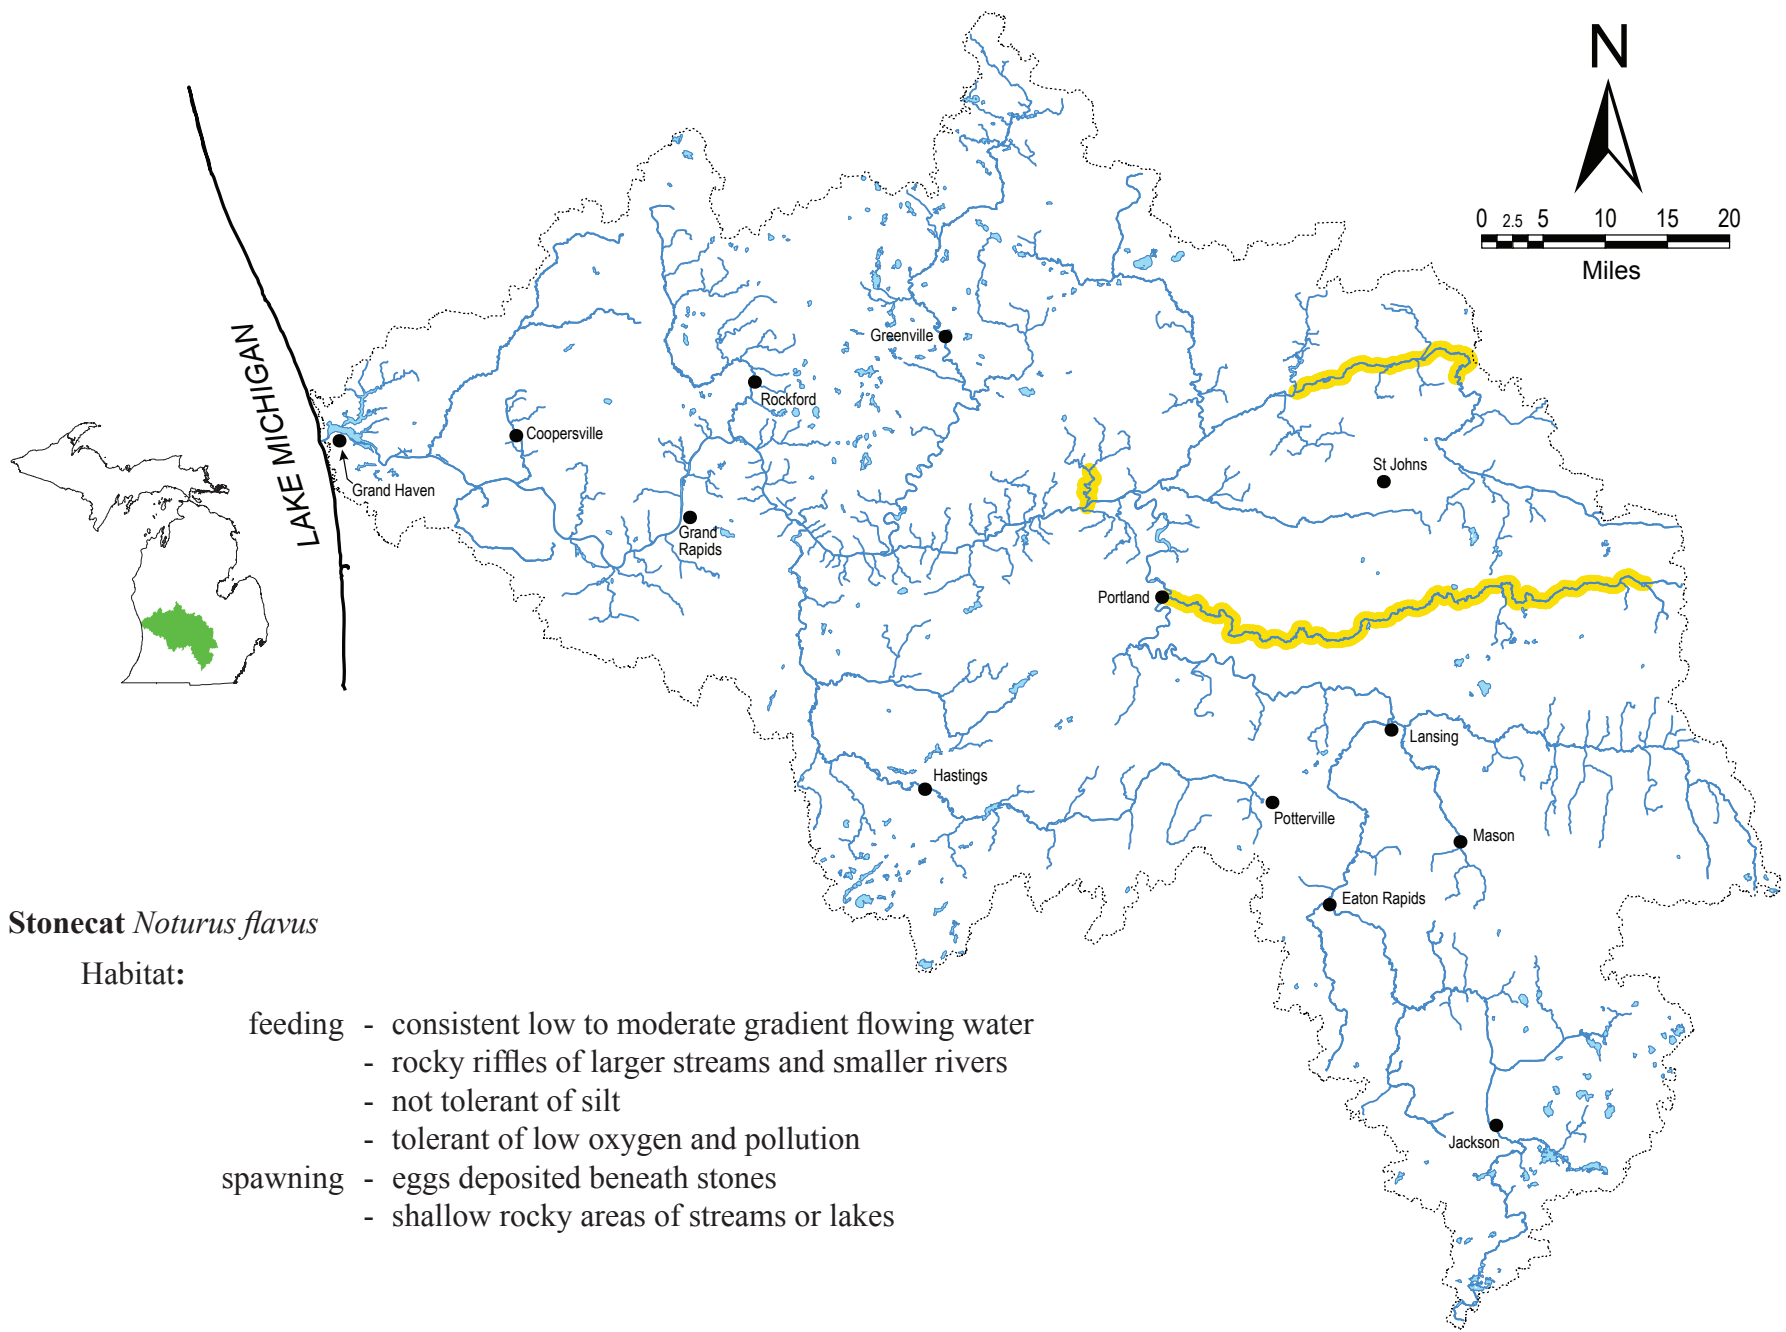 N
0 2.5 5 10 15 20
Miles
LAKE MICHIGAN
Greenville
Rockford
Coopersville
Grand Haven
St Johns
Grand
Rapids
Portland
Lansing
Hastings
Potterville
Mason
Eaton Rapids
Jackson
Stonecat Noturus flavus
Habitat:
feeding - consistent low to moderate gradient flowing water
- rocky riffles of larger streams and smaller rivers
- not tolerant of silt
- tolerant of low oxygen and pollution
spawning - eggs deposited beneath stones
- shallow rocky areas of streams or lakes